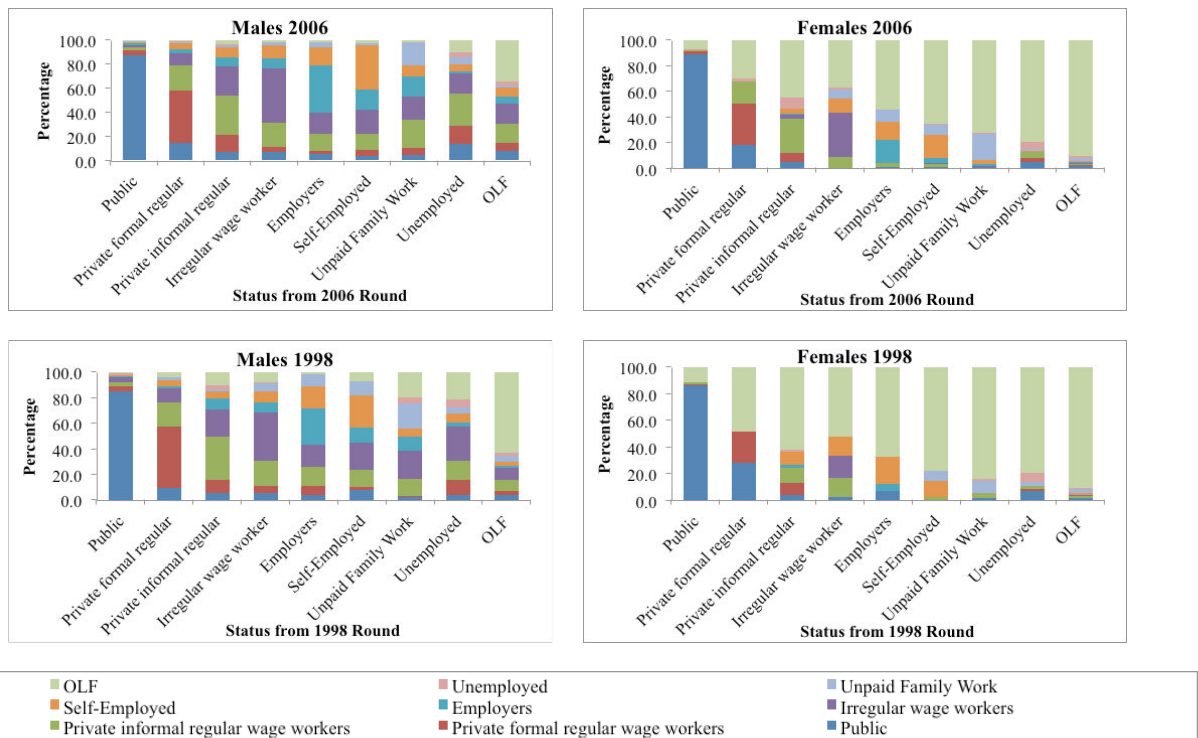 Males 2006
Percentage
100.0
80.0
60.0
40.0
20.0
0.0
Public
Private formal regular
Private informal regular
Irregular wage worker
Employers
Self-Employed
Unpaid Family Work
Unemployed
OLF
Status from 2006 Round
Females 2006
Percentage
100.0
80.0
60.0
40.0
20.0
0.0
Public
Private formal regular
Private informal regular
Irregular wage worker
Employers
Self-Employed
Unpaid Family Work
Unemployed
OLF
Status from 2006 Round
Males 1998
Percentage
100.0
80.0
60.0
40.0
20.0
0.0
Public
Private formal regular
Private informal regular
Irregular wage worker
Employers
Self-Employed
Unpaid Family Work
Unemployed
OLF
Status from 1998 Round
Females 1998
Percentage
100.0
80.0
60.0
40.0
20.0
0.0
Public
Private formal regular
Private informal regular
Irregular wage worker
Employers
Self-Employed
Unpaid Family Work
Unemployed
OLF
Status from 1998 Round
OLF Unemployed Unpaid Family Work
Self-Employed Employers Irregular wage workers
Private informal regular wage workers Private formal regular wage workers Public